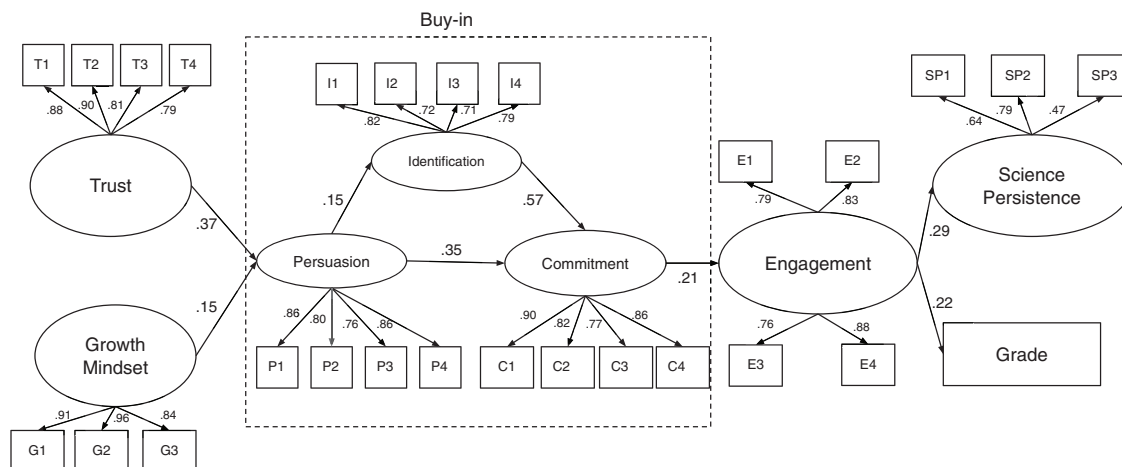 Buy-in
T1
T2
T3
T4
.88
.90
.81
.79
Trust
I1
I2
I3
I4
.82
.72
.71
.79
Identification
SP1
SP2
SP3
.64
.79
.47
Science
Persistence
E1
E2
.79
.83
.37
.15
.57
Persuasion
.35
Commitment
.21
Engagement
.29
.22
.15
Growth
Mindset
.86
.80
.76
.86
P1
P2
P3
P4
.90
.82
.77
.86
C1
C2
C3
C4
.76
.88
E3
E4
Grade
.91
.96
.84
G1
G2
G3